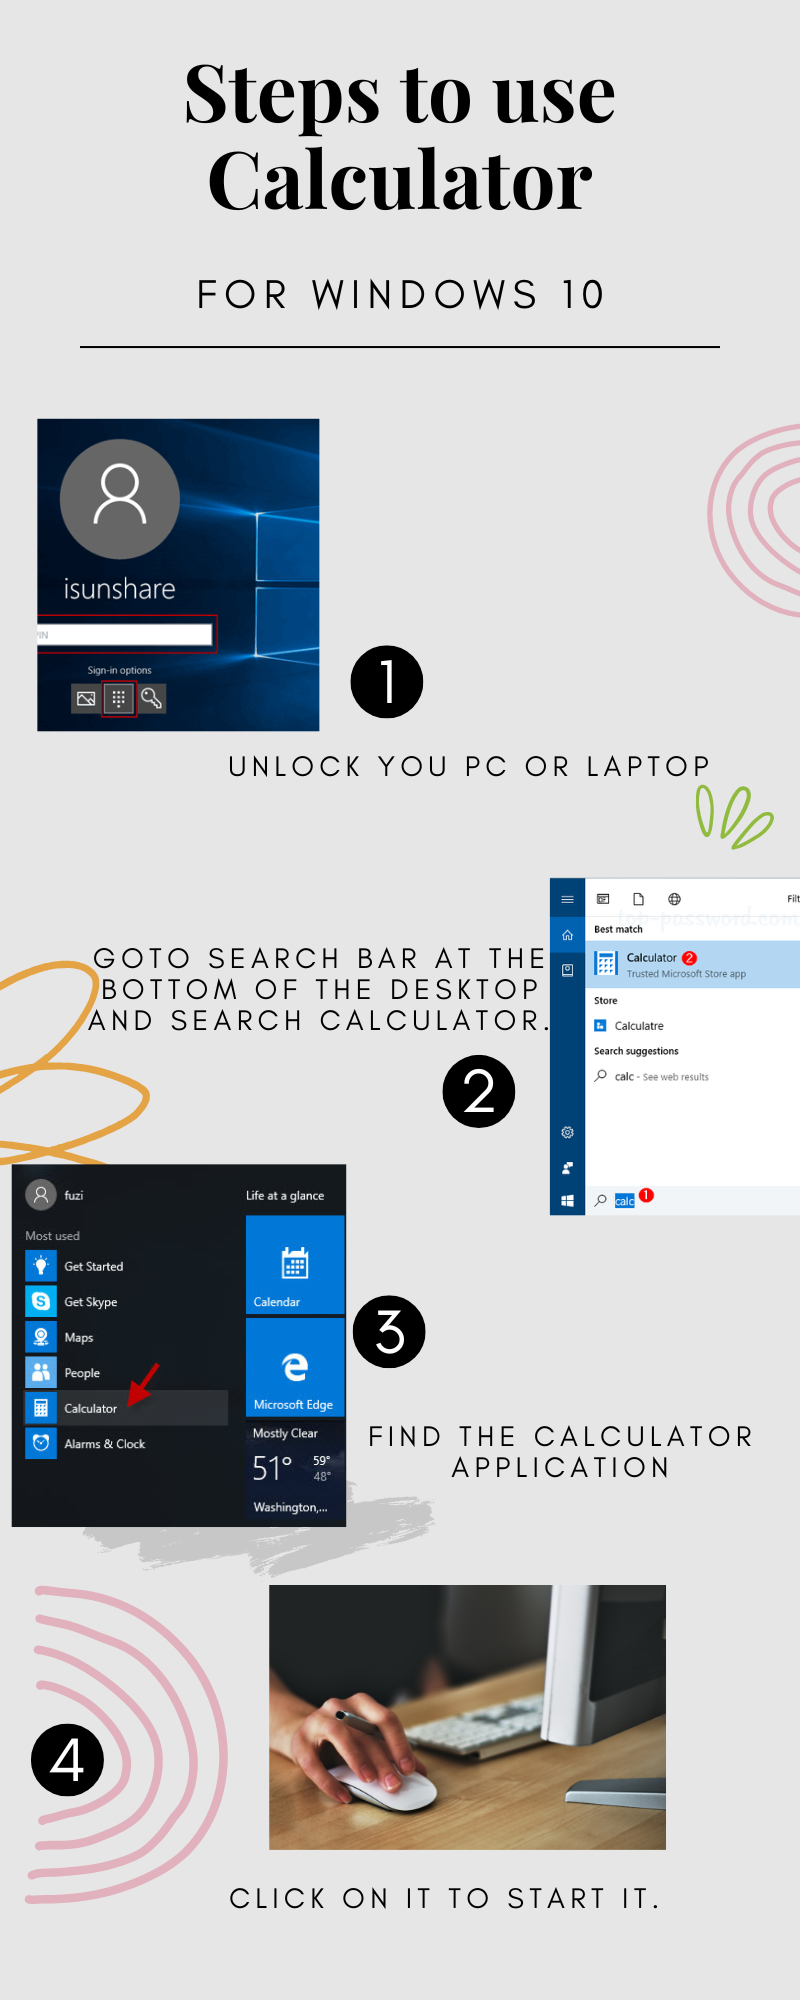 Steps to use
Calculator
FOR WINDOWS 10
isunshare
PIN
Sign-in options
1
UNLOCK YOU PC OR LAPTOP
Filt
top-password.com
Best match
Calculator 2
Trusted Microsoft Store app
Store
Calculatre
Search suggestions
calc - See web results
calc 1
GOTO SEARCH BAR AT THE
BOTTOM OF THE DESKTOP
AND SEARCH CALCULATOR.
2
fuzi
Life at a glance
Most used
Get Started
Get Skype
Maps
People
Calculator
Alarms & Clock
Calendar
Microsoft Edge
Mostly Clear
51° 59°
48°
Washington,...
3
FIND THE CALCULATOR
APPLICATION
4
CLICK ON IT TO START IT.